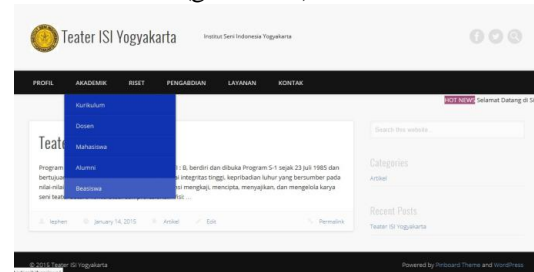 Teater ISI Yogyakarta
Institut Seni Indonesia Yogyakarta
PROFIL AKADEMIK RISET PENGABDIAN LAYANAN KONTAK
HOT NEWS Selamat Datang di Si
Kurikulum
Dosen
Mahasiswa
Alumni
Beasiswa
Search this website
Teate
Program
: B, berdiri dan dibuka Program S-1 sejak 23 Juli 1985 dan
bertujuan
integritas tinggi, kepribadian luhur yang bersumber pada
nilai-nilai
mengkaji, mencipta, menyajikan, dan mengelola karya
seni teater
Categories
Artikel
Recent Posts
Teater ISI Yogyakarta
tephen January 14, 2015 Artikel Edit Permalink
© 2015 Teater ISI Yogyakarta
Powered by Pinboard Theme and WordPress